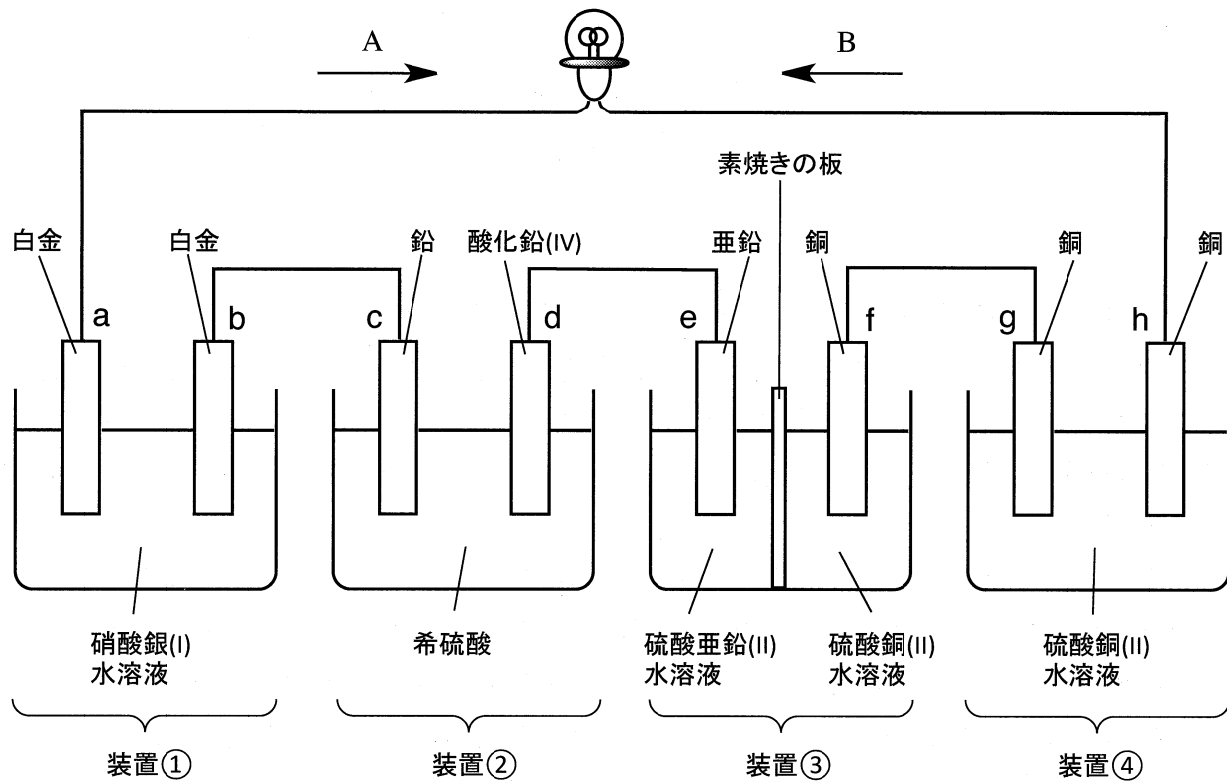 A
B
素焼きの板
白金
白金
鉛
酸化鉛(IV)
亜鉛
銅
銅
銅
a
b
c
d
e
f
g
h
硝酸銀(I)
水溶液
希硫酸
硫酸亜鉛(II)
水溶液
硫酸銅(II)
水溶液
硫酸銅(II)
水溶液
装置①
装置②
装置③
装置④